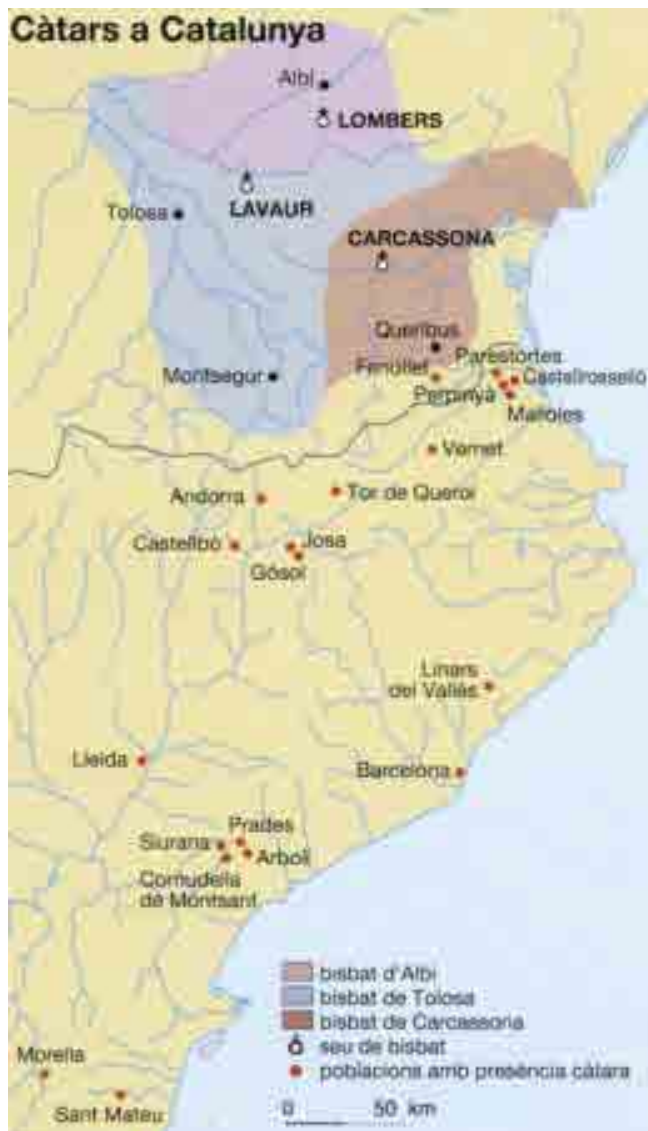 Càtars a Catalunya
Albi
LOMBERS
LAVAUR
Tolosa
CARCASSONA
Queribus
Montsegur
Fenollet
Parestortes
Castellrosselló
Perpinyà
Malloles
Vernet
Andorra
Tor de Querol
Castellbò
Josa
Gósol
Linars
del Vallès
Lleida
Barcelona
Siurana
Prades
Arbolí
Cornudella
de Montsant
bisbat d'Albi
bisbat de Tolosa
bisbat de Carcassona
seu de bisbat
poblacions amb presència càtara
Morella
Sant Mateu
0 50 km